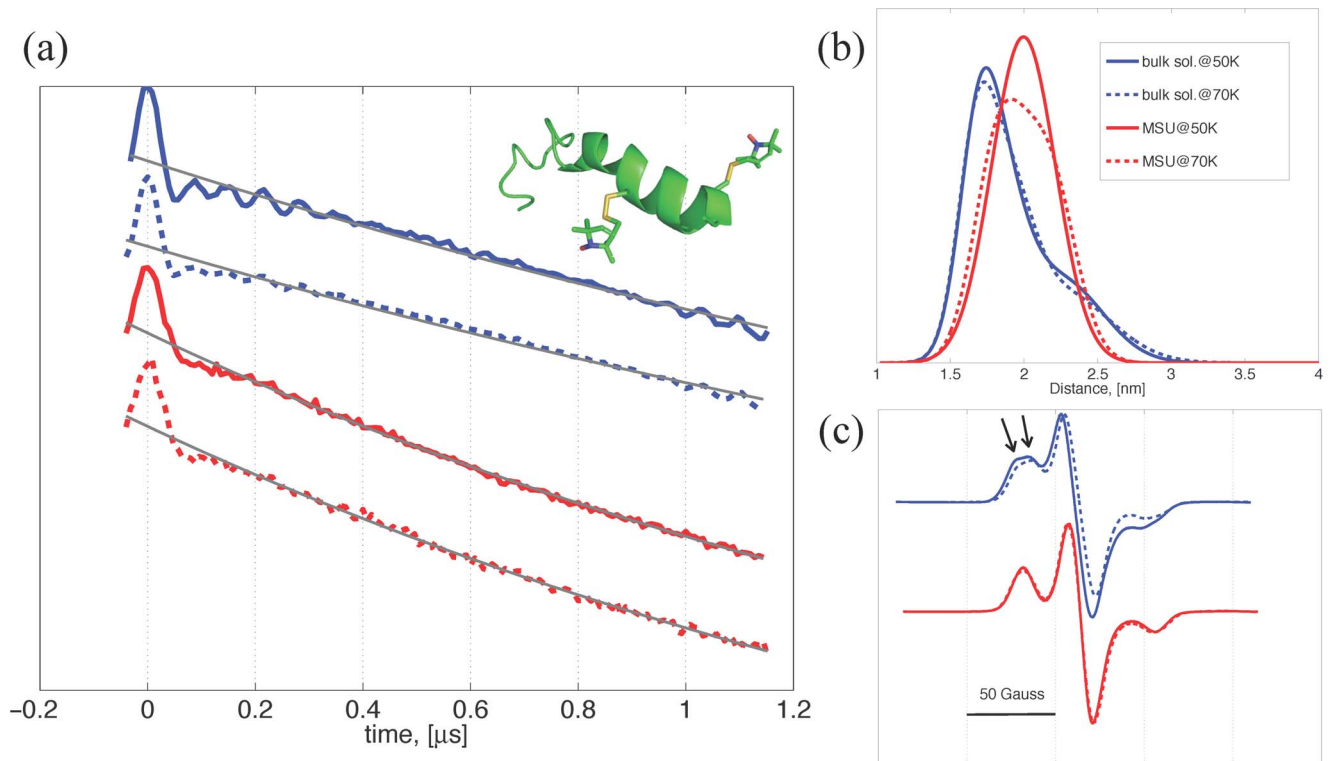 (a)
−0.2 0 0.2 0.4 0.6 0.8 1 1.2
time, [μs]
(b)
bulk sol.@50K
bulk sol.@70K
MSU@50K
MSU@70K
1 1.5 2 2.5 3 3.5 4
Distance, [nm]
(c)
50 Gauss